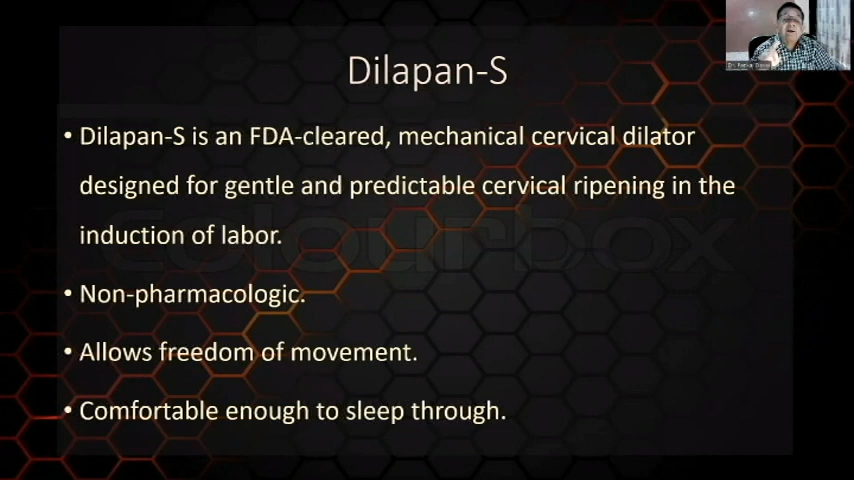 Dilapan-S
• Dilapan-S is an FDA-cleared, mechanical cervical dilator
designed for gentle and predictable cervical ripening in the
induction of labor.
• Non-pharmacologic.
• Allows freedom of movement.
• Comfortable enough to sleep through.
colourbox